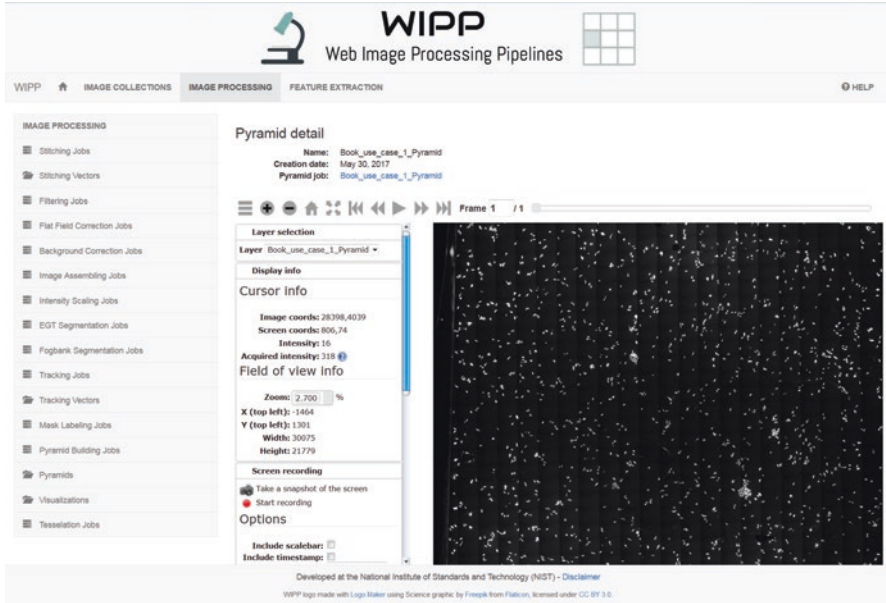 WIPP
Web Image Processing Pipelines
WIPP IMAGE COLLECTIONS IMAGE PROCESSING FEATURE EXTRACTION HELP
IMAGE PROCESSING
Stitching Jobs
Stitching Vectors
Filtering Jobs
Flat Field Correction Jobs
Background Correction Jobs
Image Assembling Jobs
Intensity Scaling Jobs
EGT Segmentation Jobs
Fogbank Segmentation Jobs
Tracking Jobs
Tracking Vectors
Mask Labeling Jobs
Pyramid Building Jobs
Pyramids
Visualizations
Tesselation Jobs
Pyramid detail
Name: Book_use_case_1_Pyramid
Creation date: May 30, 2017
Pyramid job: Book_use_case_1_Pyramid
Frame 1 / 1
Layer selection
Layer Book_use_case_1_Pyramid
Display info
Cursor info
Image coords: 28398,4039
Screen coords: 806,74
Intensity: 16
Acquired intensity: 318
Field of view info
Zoom: 2.700 %
X (top left): -1464
Y (top left): 1301
Width: 30075
Height: 21779
Screen recording
Take a snapshot of the screen
Start recording
Options
Include scalebar:
Include timestamp:
Developed at the National Institute of Standards and Technology (NIST) - Disclaimer
WIPP logo made with Logo Maker using Science graphic by Freepik from Flaticon, licensed under CC BY 3.0.